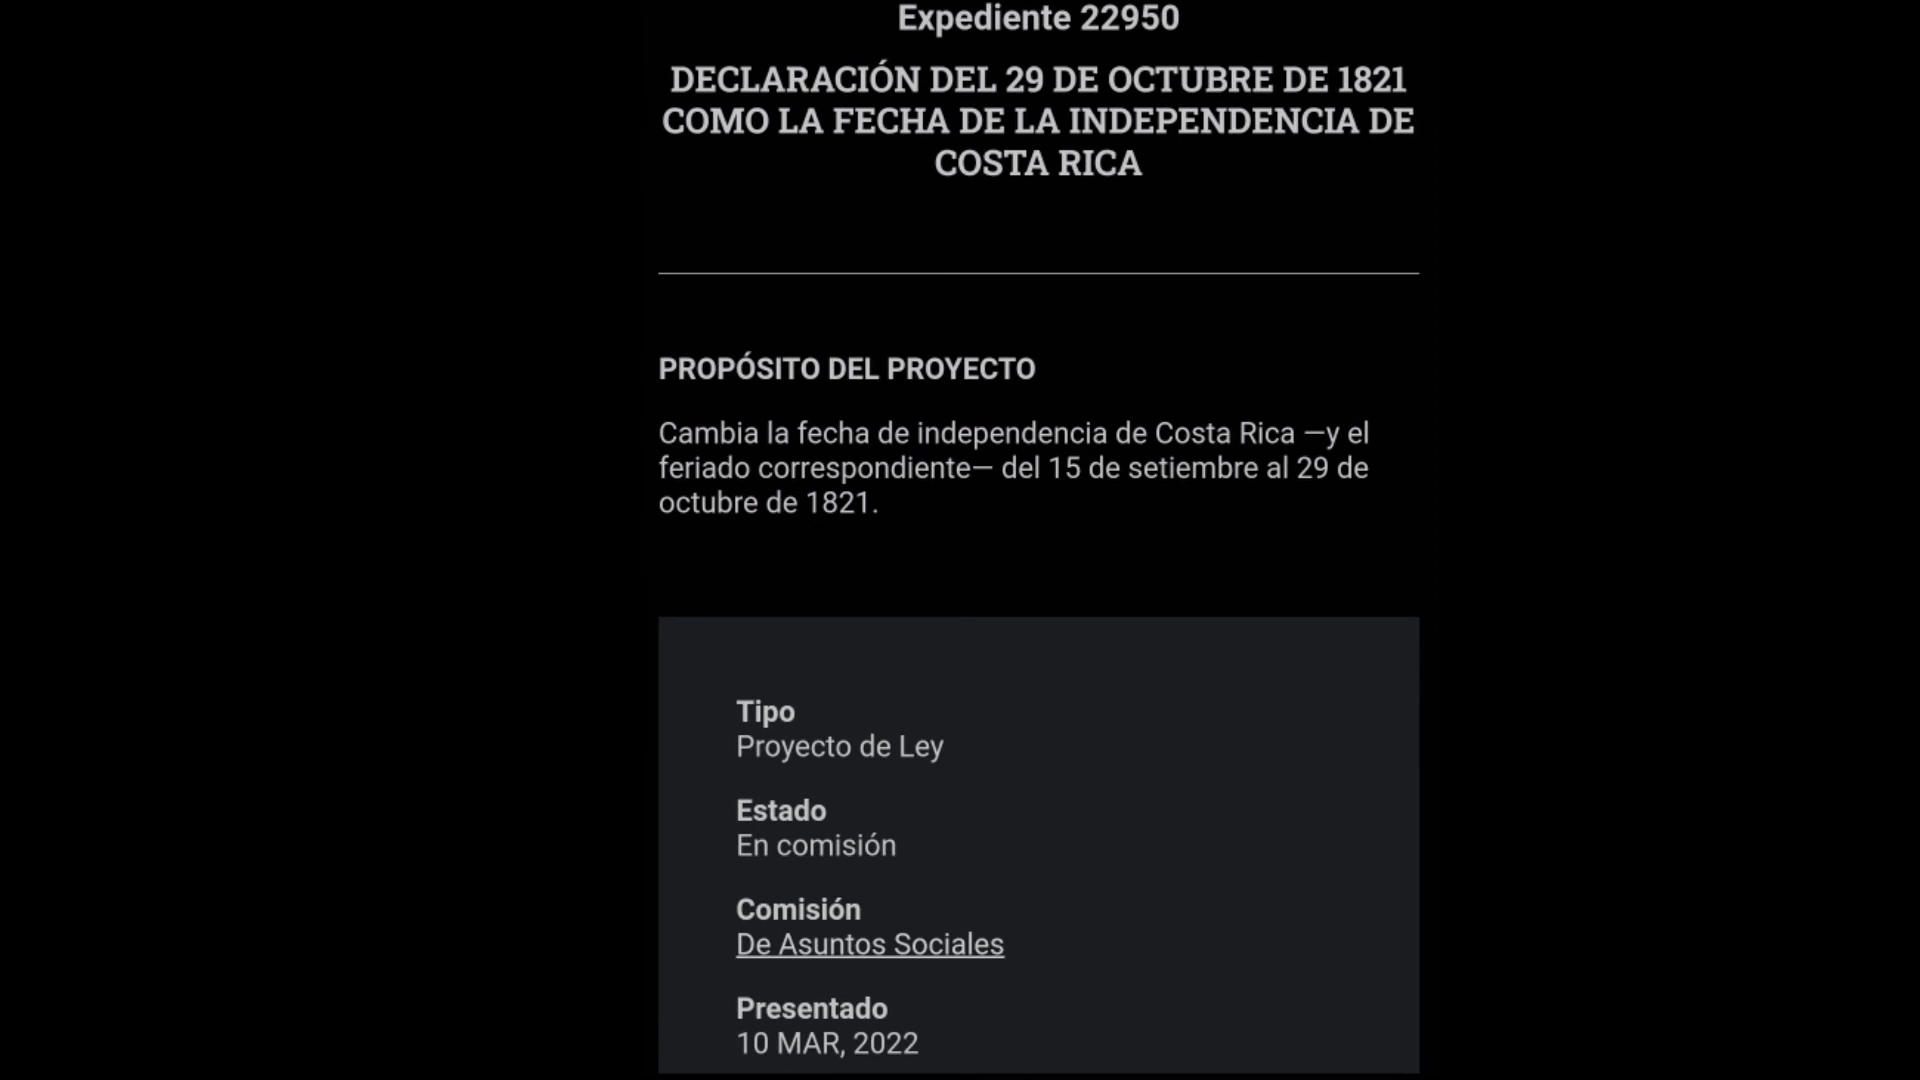 Expediente 22950
DECLARACIÓN DEL 29 DE OCTUBRE DE 1821
COMO LA FECHA DE LA INDEPENDENCIA DE
COSTA RICA
PROPÓSITO DEL PROYECTO
Cambia la fecha de independencia de Costa Rica —y el
feriado correspondiente— del 15 de setiembre al 29 de
octubre de 1821.
Tipo
Proyecto de Ley
Estado
En comisión
Comisión
De Asuntos Sociales
Presentado
10 MAR, 2022